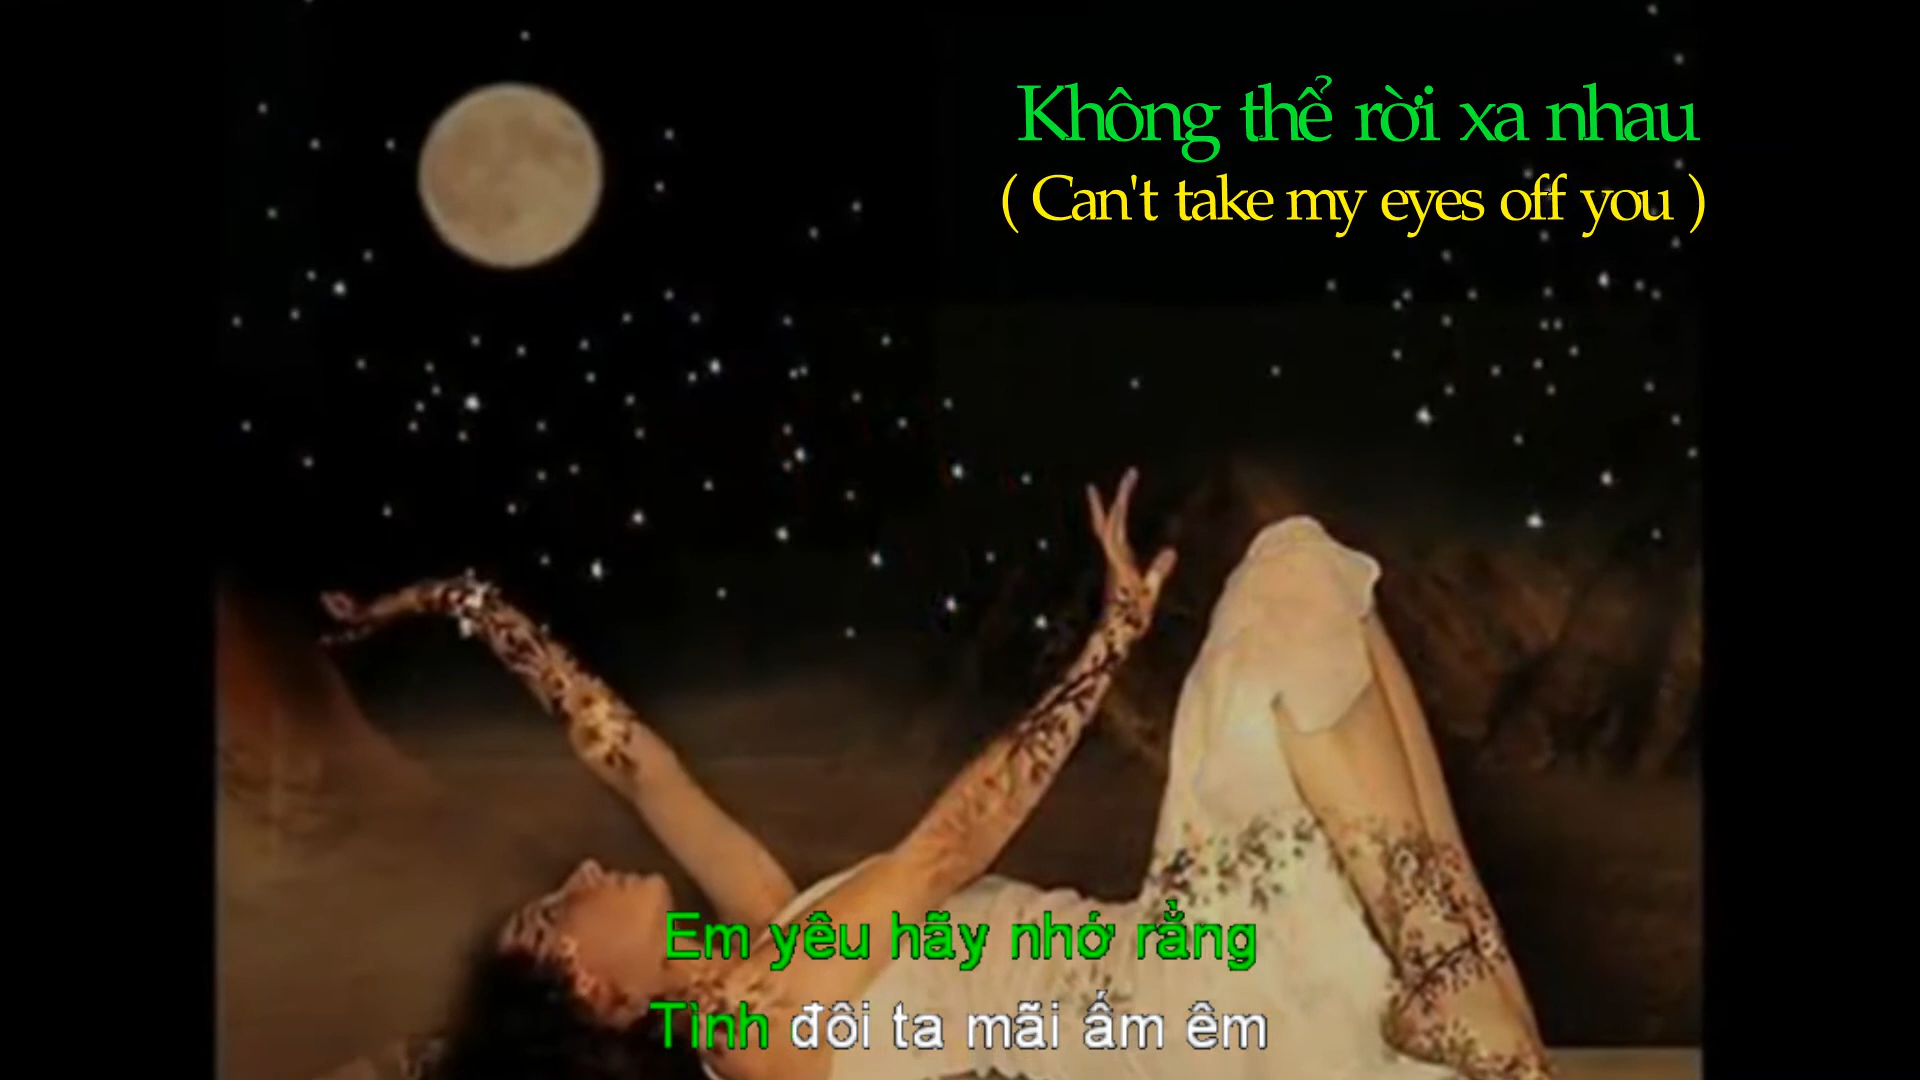 Không thể rời xa nhau
( Can't take my eyes off you )
Em yêu hãy nhớ rằng
Tình đôi ta mãi ấm êm